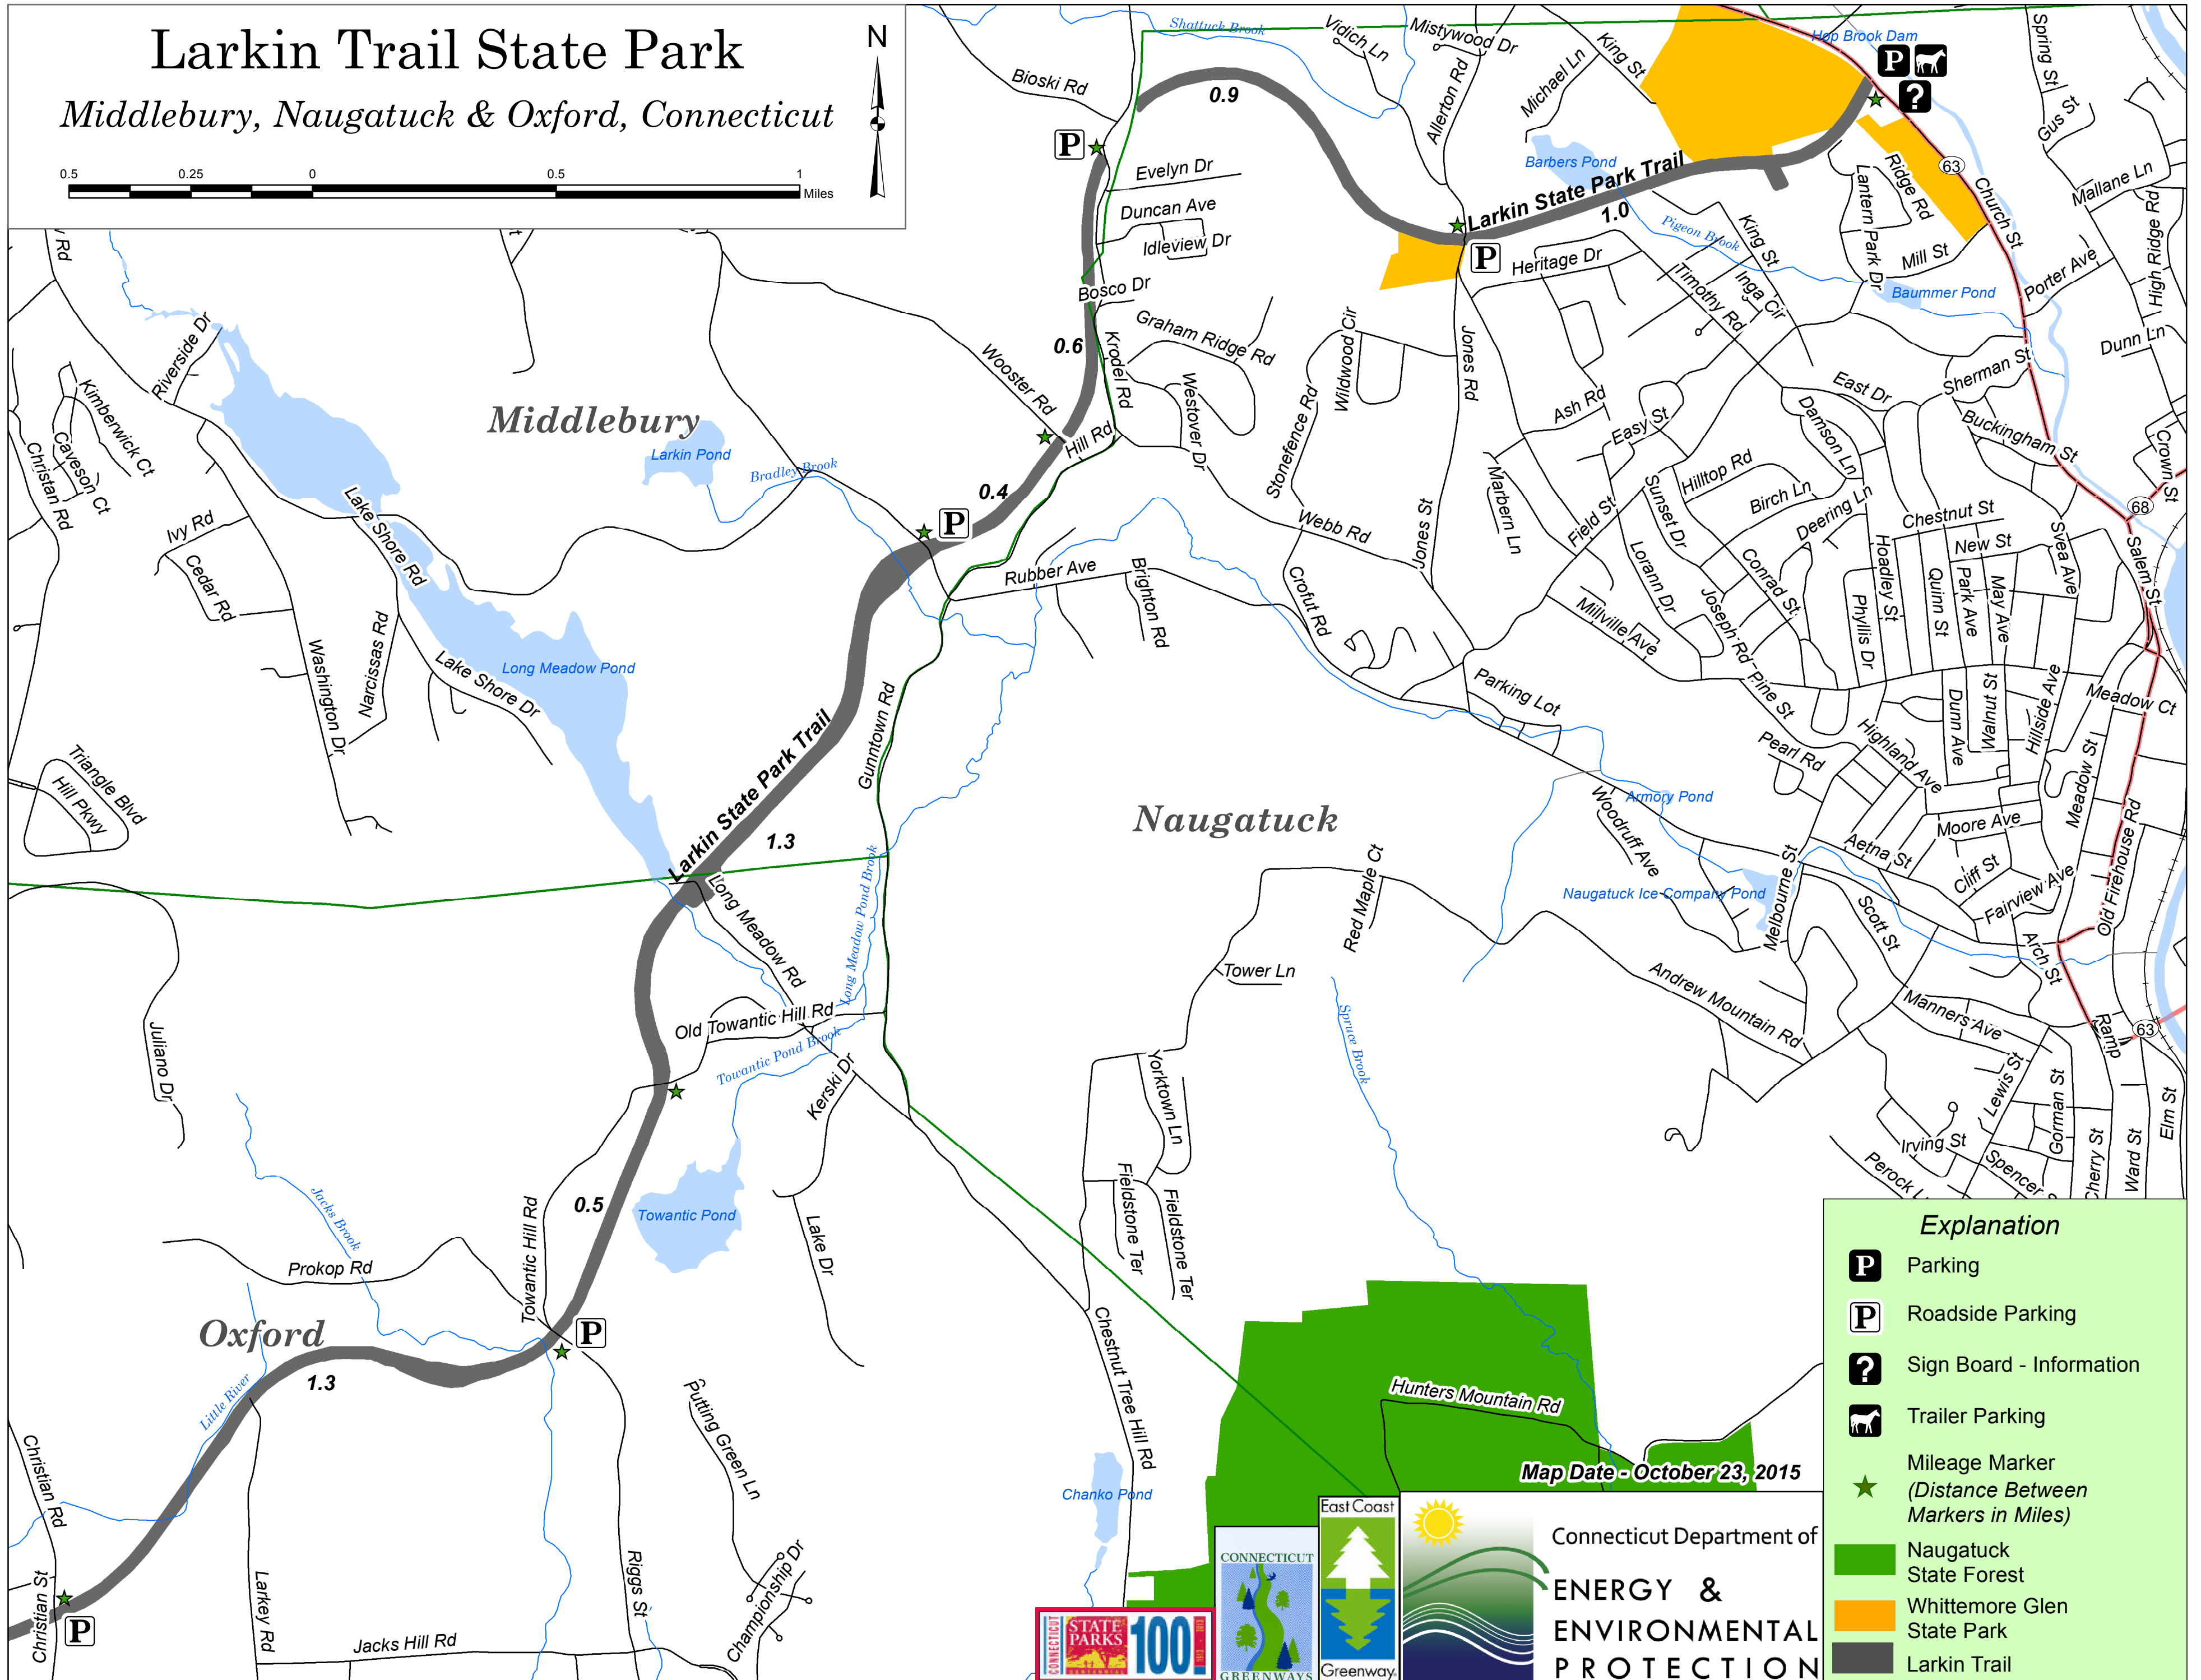 Larkin Trail State Park
Middlebury, Naugatuck & Oxford, Connecticut
0.5 0.25 0 0.5 1
Miles
N
Shattuck Brook
Vidich Ln
Mistywood Dr
King St
Michael Ln
Allerton Rd
Hop Brook Dam
P
?
Spring St
Gus St
Bioski Rd
0.9
P
Evelyn Dr
Duncan Ave
Idleview Dr
Bosco Dr
Barbers Pond
Larkin State Park Trail
1.0
P
Pigeon Brook
King St
Lantern Park Dr
Ridge Rd
63
Church St
Mallane Ln
High Ridge Rd
Mill St
Porter Ave
Baummer Pond
Heritage Dr
Timothy Rd
Inga Cir
Dunn Ln
Rd
Riverside Dr
Kimberwick Ct
Caveson Ct
Christian Rd
Middlebury
Larkin Pond
Bradley Brook
Wooster Rd
0.6
Krodel Rd
Graham Ridge Rd
Westover Dr
Hill Rd
0.4
P
Stonefence Rd
Wildwood Cir
Jones Rd
Ash Rd
Easy St
East Dr
Sherman St
Buckingham St
Damson Ln
Crown St
68
Marbern Ln
Jones St
Webb Rd
Field St
Sunset Dr
Hilltop Rd
Birch Ln
Deering Ln
Chestnut St
New St
Svea Ave
Salem St
Ivy Rd
Cedar Rd
Lake Shore Rd
Rubber Ave
Brighton Rd
Crofut Rd
Lorann Dr
Conrad St
Joseph Rd
Hoadley St
Phyllis Dr
Quinn St
Park Ave
May Ave
Millville Ave
Washington Dr
Narcissas Rd
Lake Shore Dr
Long Meadow Pond
Larkin State Park Trail
1.3
Gunntown Rd
Parking Lot
Pine St
Pearl Rd
Highland Ave
Dunn Ave
Walnut St
Hillside Ave
Meadow Ct
Meadow St
Triangle Blvd
Hill Pkwy
Naugatuck
Armory Pond
Woodruff Ave
Naugatuck Ice Company Pond
Melbourne St
Aetna St
Moore Ave
Cliff St
Fairview Ave
Old Firehouse Rd
Scott St
Arch St
Long Meadow Rd
Long Meadow Pond Brook
Old Towantic Hill Rd
Towantic Pond Brook
Kerski Dr
Red Maple Ct
Tower Ln
Spruce Brook
Andrew Mountain Rd
Manners Ave
Ramp
63
Juliano Dr
Yorktown Ln
Fieldstone Ter
Fieldstone Ter
Lewis St
Gorman St
Irving St
Spencer S
Perock L
Cherry St
Ward St
Elm St
Jacks Brook
0.5
Towantic Pond
Lake Dr
Towantic Hill Rd
Prokop Rd
Oxford
P
1.3
Little River
Putting Green Ln
Chestnut Tree Hill Rd
Chanko Pond
Hunters Mountain Rd
Map Date - October 23, 2015
Christian Rd
Christian St
P
Larkey Rd
Jacks Hill Rd
Riggs St
Championship Dr
CONNECTICUT
STATE
PARKS
CENTENNIAL
100
CONNECTICUT
GREENWAYS
East Coast
Greenway
Connecticut Department of
ENERGY &
ENVIRONMENTAL
PROTECTION
Explanation
P Parking
P Roadside Parking
? Sign Board - Information
Trailer Parking
Mileage Marker
(Distance Between
Markers in Miles)
Naugatuck
State Forest
Whittemore Glen
State Park
Larkin Trail